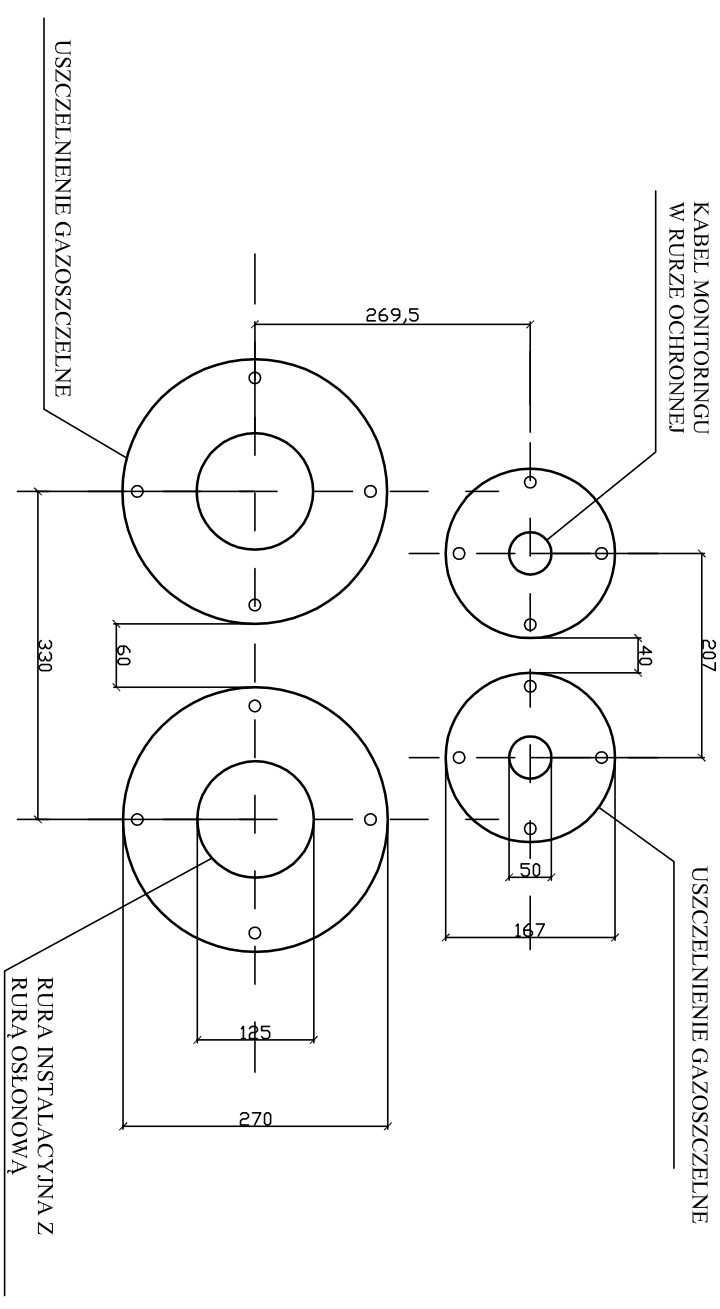 KABEL MONITORINGU
W RURZE OCHRONNEJ
USZCZELNIENIE GAZOSZCZELNE
207
40
50
167
269,5
USZCZELNIENIE GAZOSZCZELNE
60
330
125
270
RURA INSTALACYJNA Z
RURĄ OSŁONOWĄ